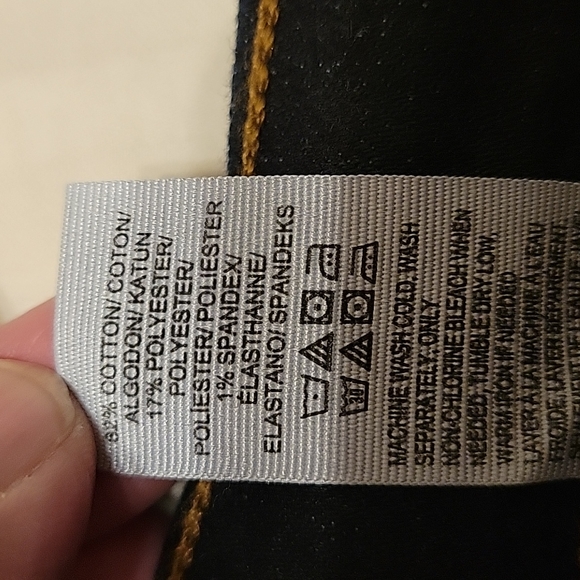 82% COTTON/ COTON/
ALGODON/ KATUN
17% POLYESTER/
POLYESTER/
POLIESTER/ POLIESTER
1% SPANDEX/
ÉLASTHANNE/
ELASTANO/ SPANDEKS
MACHINE WASH COLD, WASH
SEPARATELY. ONLY
NON-CHLORINE BLEACH WHEN
NEEDED. TUMBLE DRY LOW,
WARM IRON IF NEEDED
LAVER À LA MACHINE A L'EAU
FROIDE, LAVER SEPAREMENT